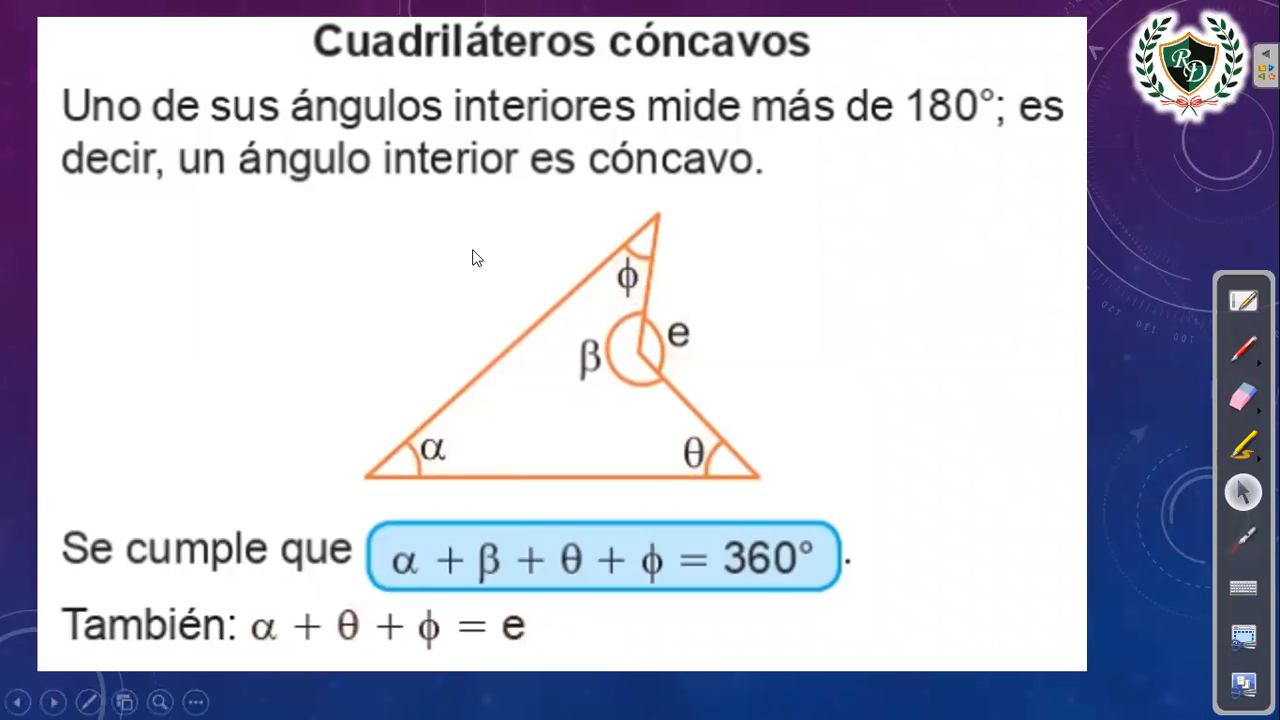 Cuadriláteros cóncavos
Uno de sus ángulos interiores mide más de 180°; es
decir, un ángulo interior es cóncavo.
ϕ
e
β
α
θ
Se cumple que α + β + θ + ϕ = 360°.
También: α + θ + ϕ = e
RD